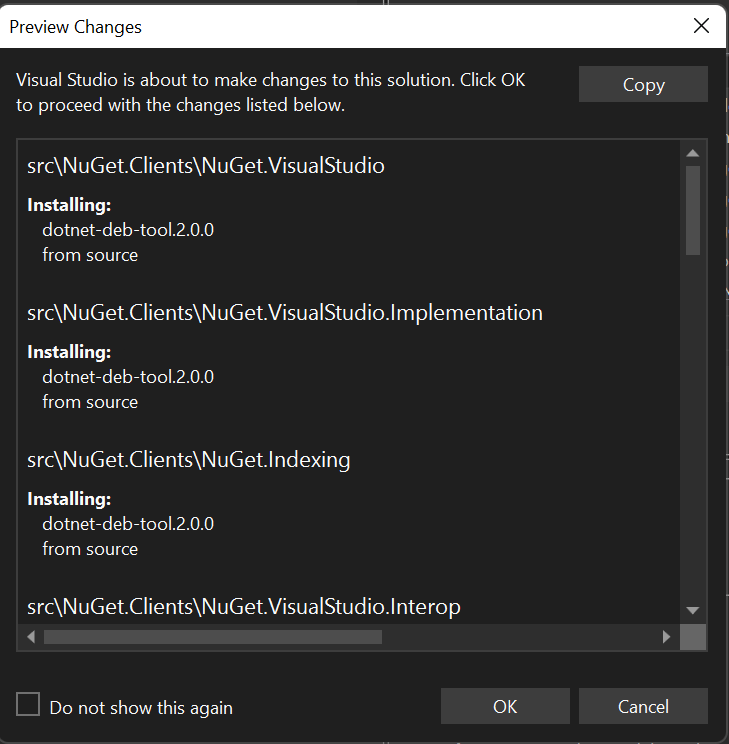 Preview Changes
Visual Studio is about to make changes to this solution. Click OK
to proceed with the changes listed below.
Copy
src\NuGet.Clients\NuGet.VisualStudio
Installing:
dotnet-deb-tool.2.0.0
from source
src\NuGet.Clients\NuGet.VisualStudio.Implementation
Installing:
dotnet-deb-tool.2.0.0
from source
src\NuGet.Clients\NuGet.Indexing
Installing:
dotnet-deb-tool.2.0.0
from source
src\NuGet.Clients\NuGet.VisualStudio.Interop
Do not show this again
OK
Cancel